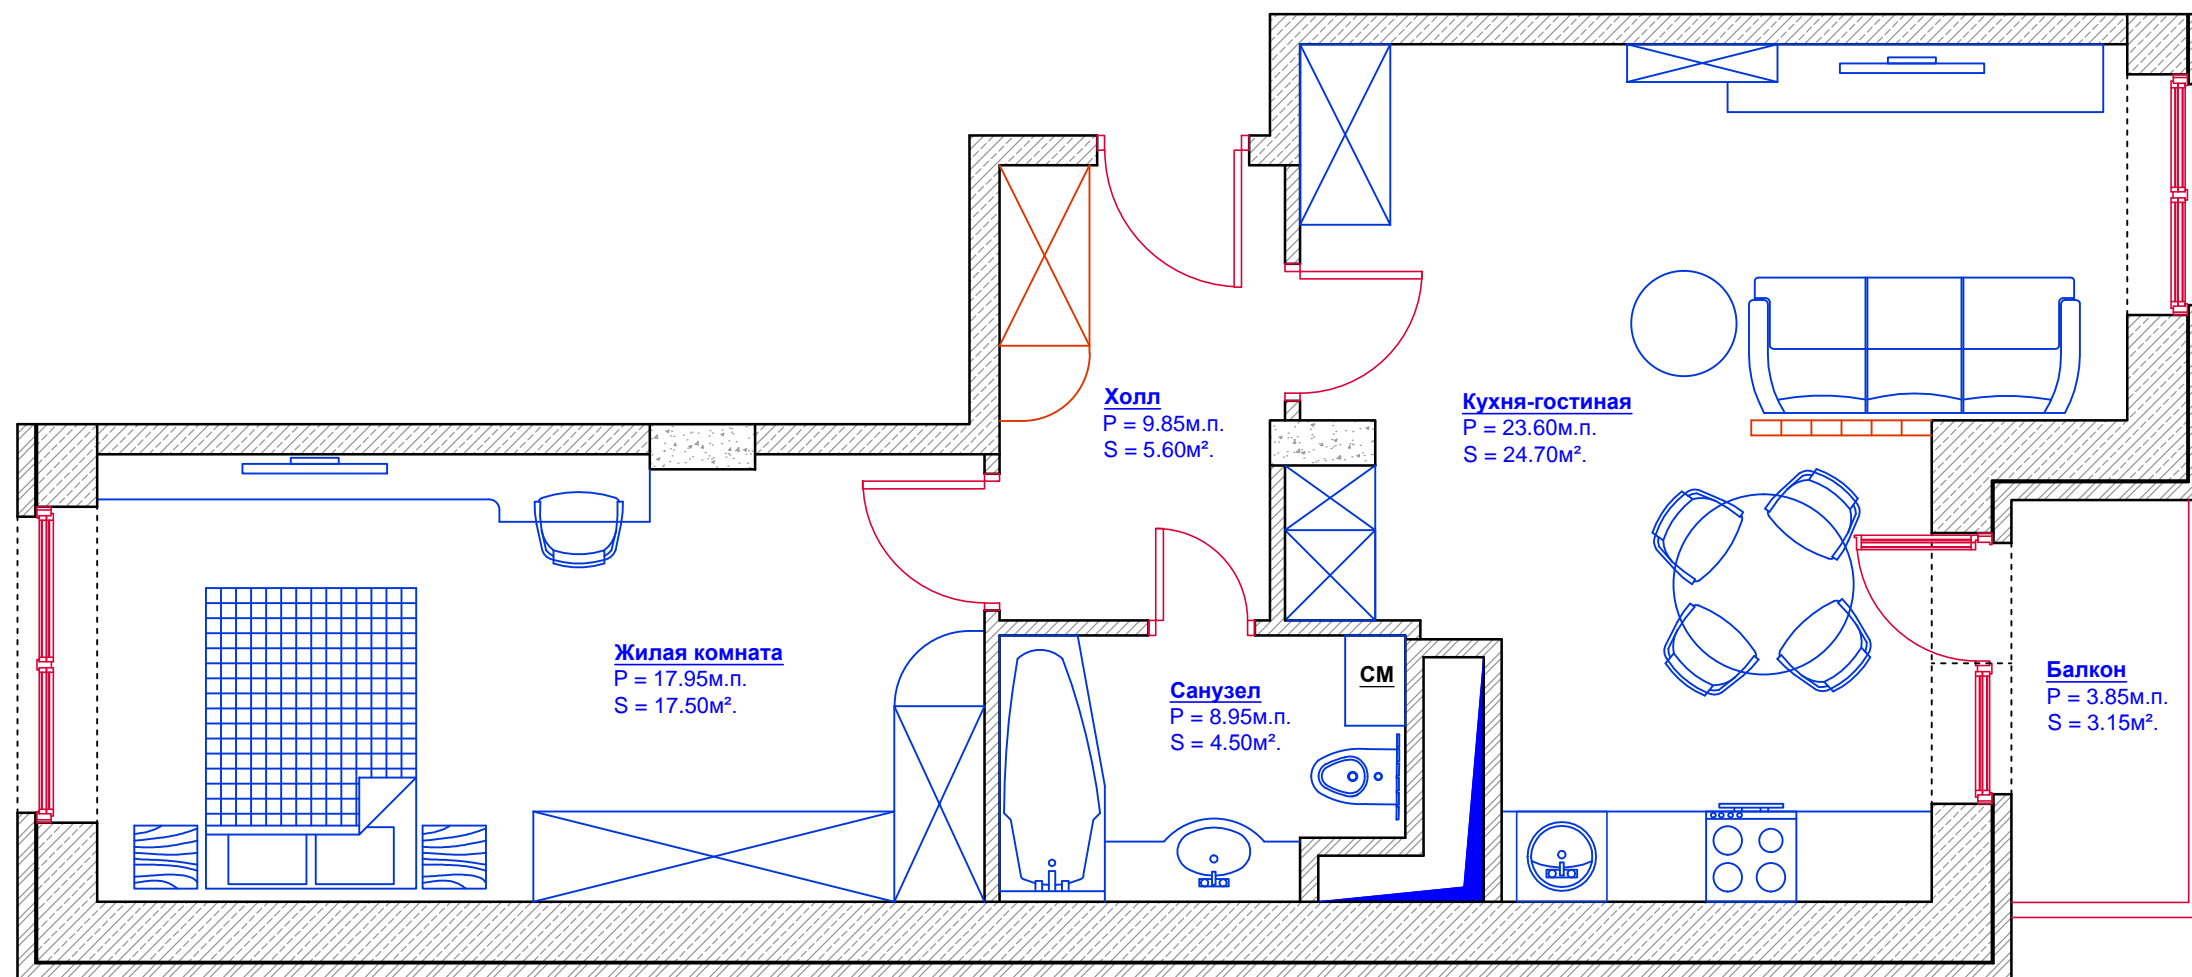 Холл
P = 9.85м.п.
S = 5.60м².
Кухня-гостиная
P = 23.60м.п.
S = 24.70м².
Жилая комната
P = 17.95м.п.
S = 17.50м².
Санузел
P = 8.95м.п.
S = 4.50м².
СМ
Балкон
P = 3.85м.п.
S = 3.15м².